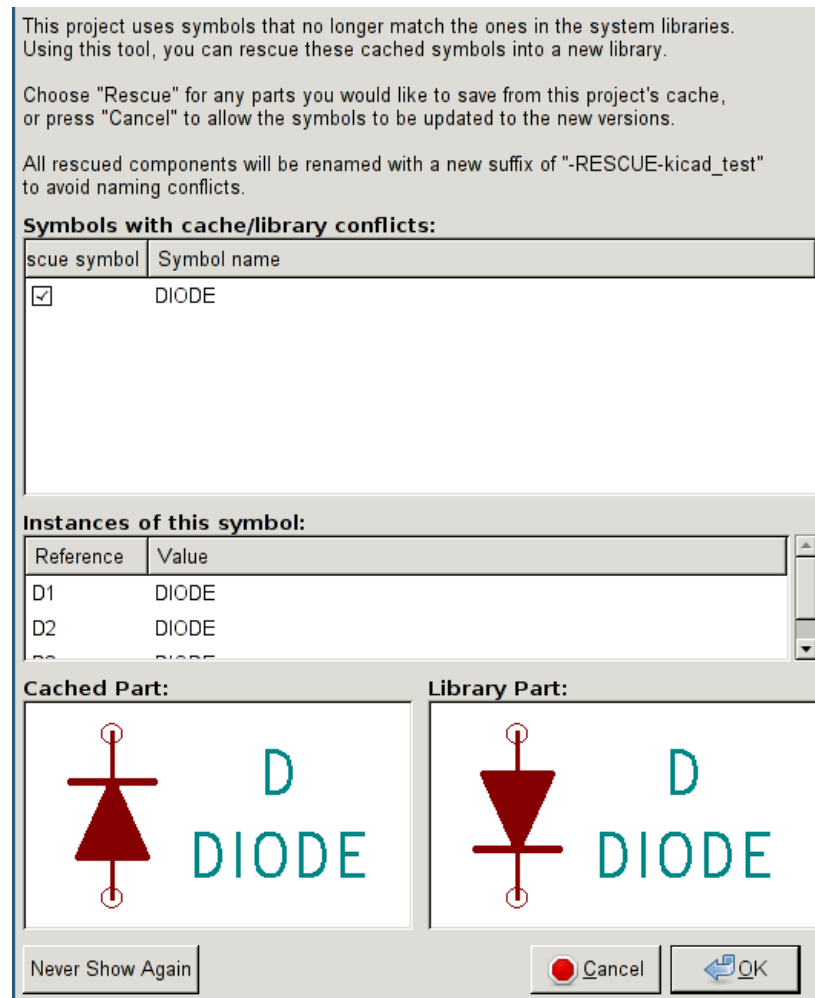 This project uses symbols that no longer match the ones in the system libraries.
Using this tool, you can rescue these cached symbols into a new library.
Choose "Rescue" for any parts you would like to save from this project's cache,
or press "Cancel" to allow the symbols to be updated to the new versions.
All rescued components will be renamed with a new suffix of "-RESCUE-kicad_test"
to avoid naming conflicts.
Symbols with cache/library conflicts:
scue symbol Symbol name
DIODE
Instances of this symbol:
Reference Value
D1 DIODE
D2 DIODE
Cached Part: Library Part:
D D
DIODE DIODE
Never Show Again Cancel OK